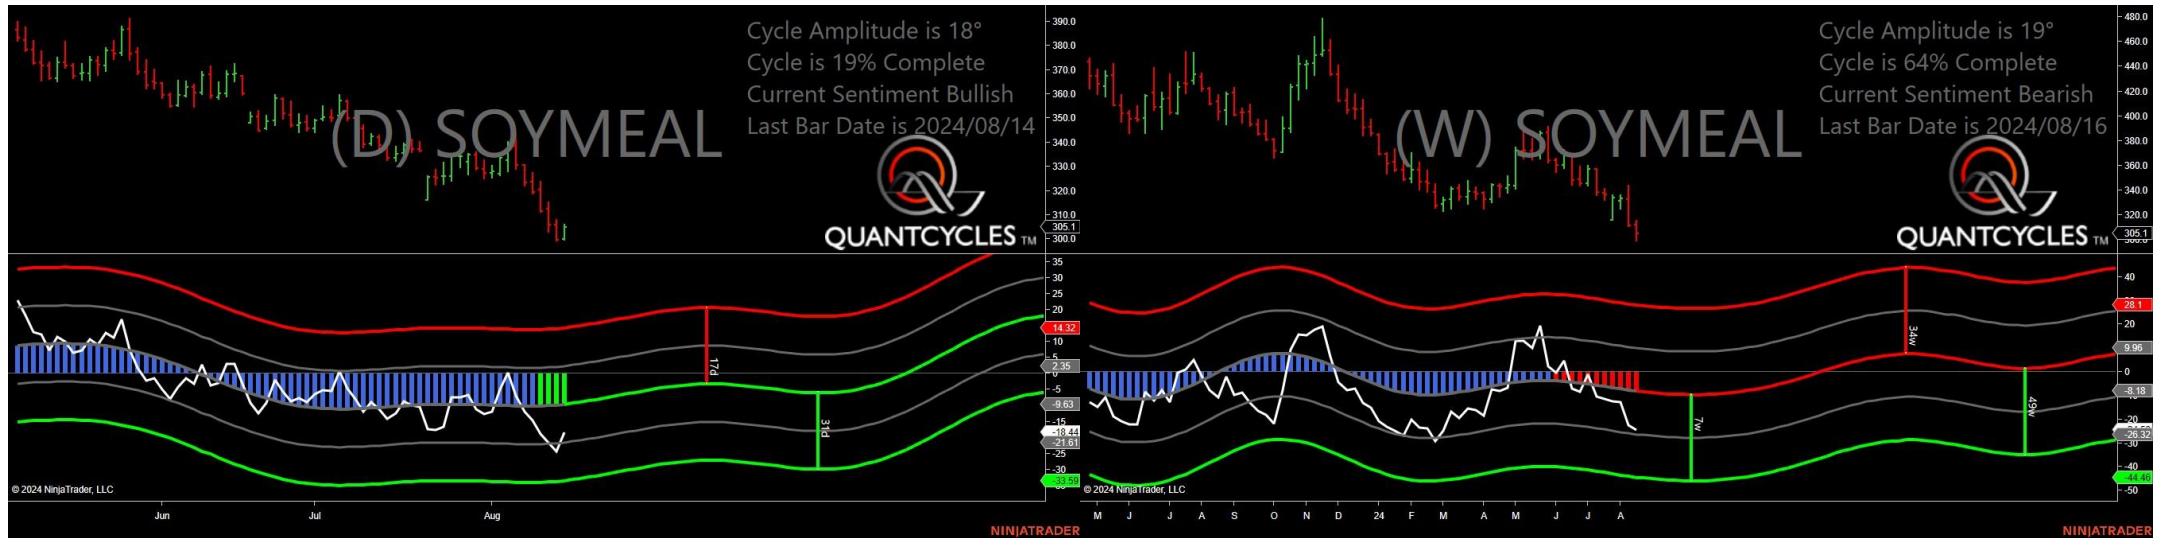 Cycle Amplitude is 18°
Cycle is 19% Complete
Current Sentiment Bullish
Last Bar Date is 2024/08/14
(D) SOYMEAL
QUANTCYCLES TM
390.0
380.0
370.0
360.0
350.0
340.0
330.0
320.0
310.0
305.1
300.0
35
30
25
20
14.32
10
5
2.35
0
-5
-9.63
-15
-18.44
-21.61
-25
-30
-33.59
17d
31d
© 2024 NinjaTrader, LLC
Jun Jul Aug
NINJATRADER
Cycle Amplitude is 19°
Cycle is 64% Complete
Current Sentiment Bearish
Last Bar Date is 2024/08/16
(W) SOYMEAL
QUANTCYCLES TM
480.0
460.0
440.0
420.0
400.0
380.0
360.0
340.0
320.0
305.1
40
28.1
20
9.96
0
-8.18
-20
-26.32
-30
-40
-44.46
-50
34w
7w
49w
© 2024 NinjaTrader, LLC
M J J A S O N D 24 F M A M J J A
NINJATRADER